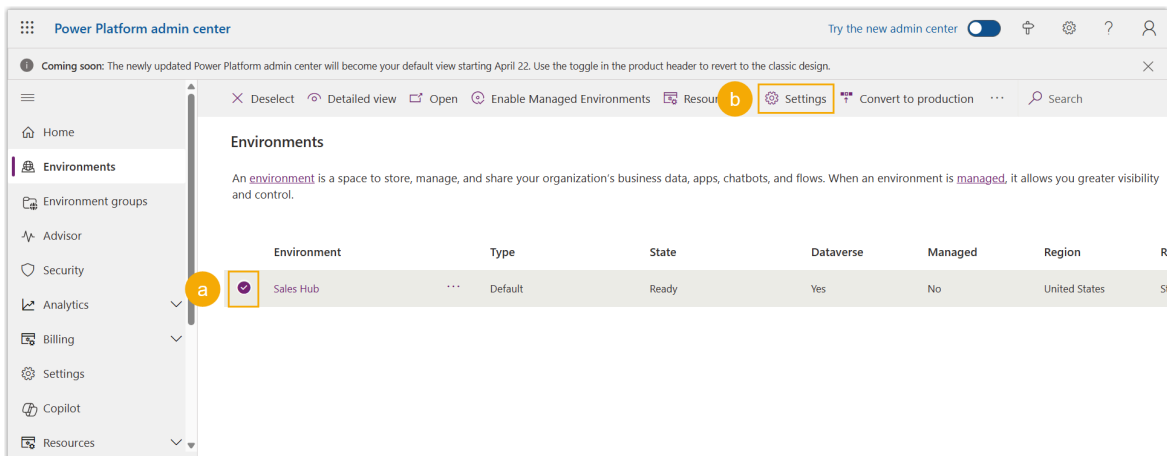 Power Platform admin center
Try the new admin center
Coming soon: The newly updated Power Platform admin center will become your default view starting April 22. Use the toggle in the product header to revert to the classic design.
Deselect Detailed view Open Enable Managed Environments b Settings Convert to production ... Search
Home
Environments
Environment groups
Advisor
Security
Analytics
Billing
Settings
Copilot
Resources
Environments
An environment is a space to store, manage, and share your organization's business data, apps, chatbots, and flows. When an environment is managed, it allows you greater visibility
and control.
Environment Type State Dataverse Managed Region
a Sales Hub ... Default Ready Yes No United States